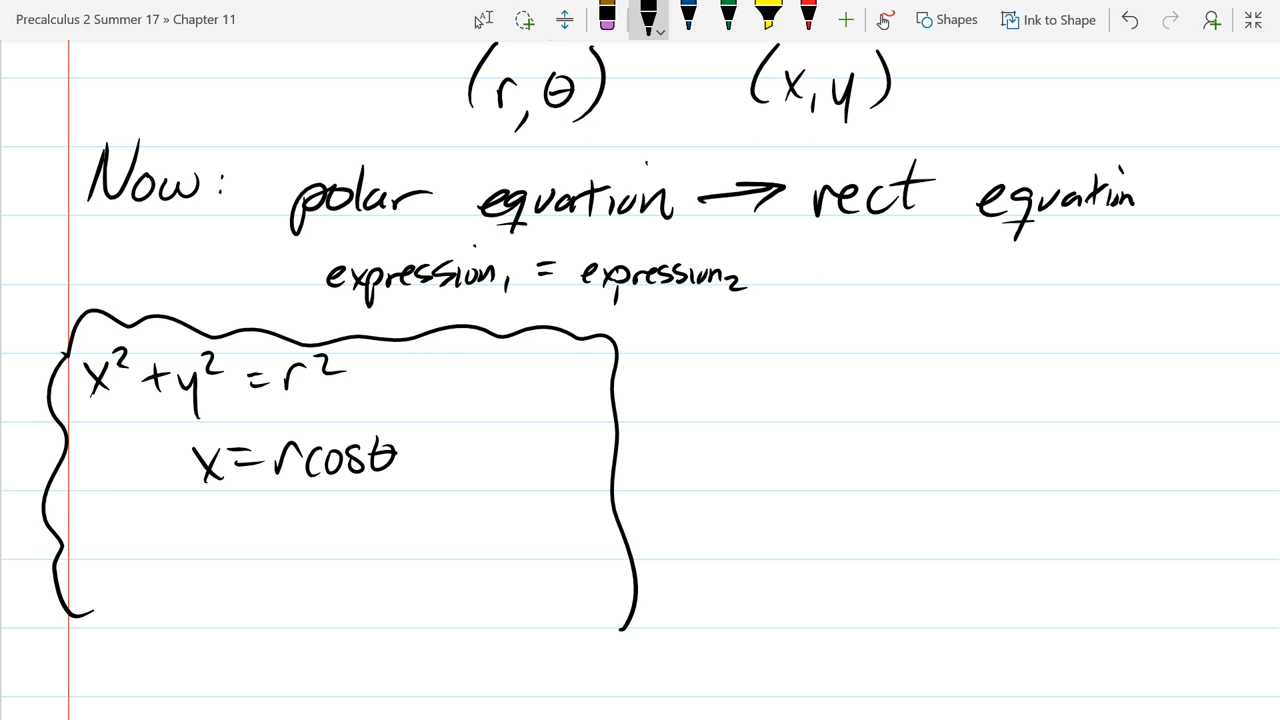 Precalculus 2 Summer 17 » Chapter 11
Shapes
Ink to Shape
(r, θ) (x, y)
Now: polar equation → rect equation
expression₁ = expression₂
x² + y² = r²
x = r cos θ